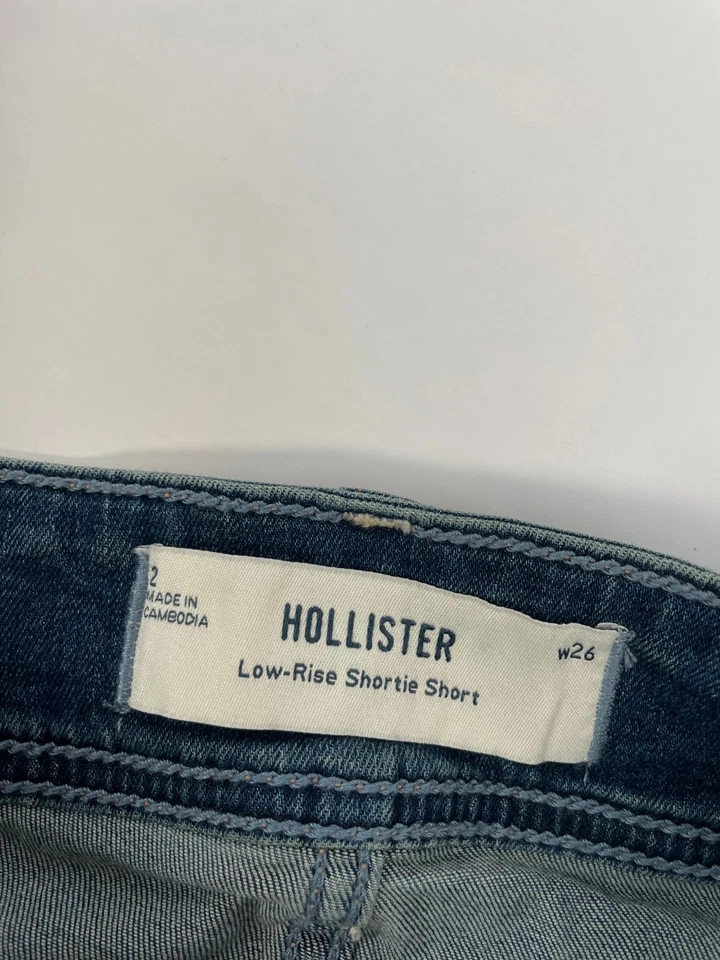 2
MADE IN
CAMBODIA
HOLLISTER
Low-Rise Shortie Short
w26